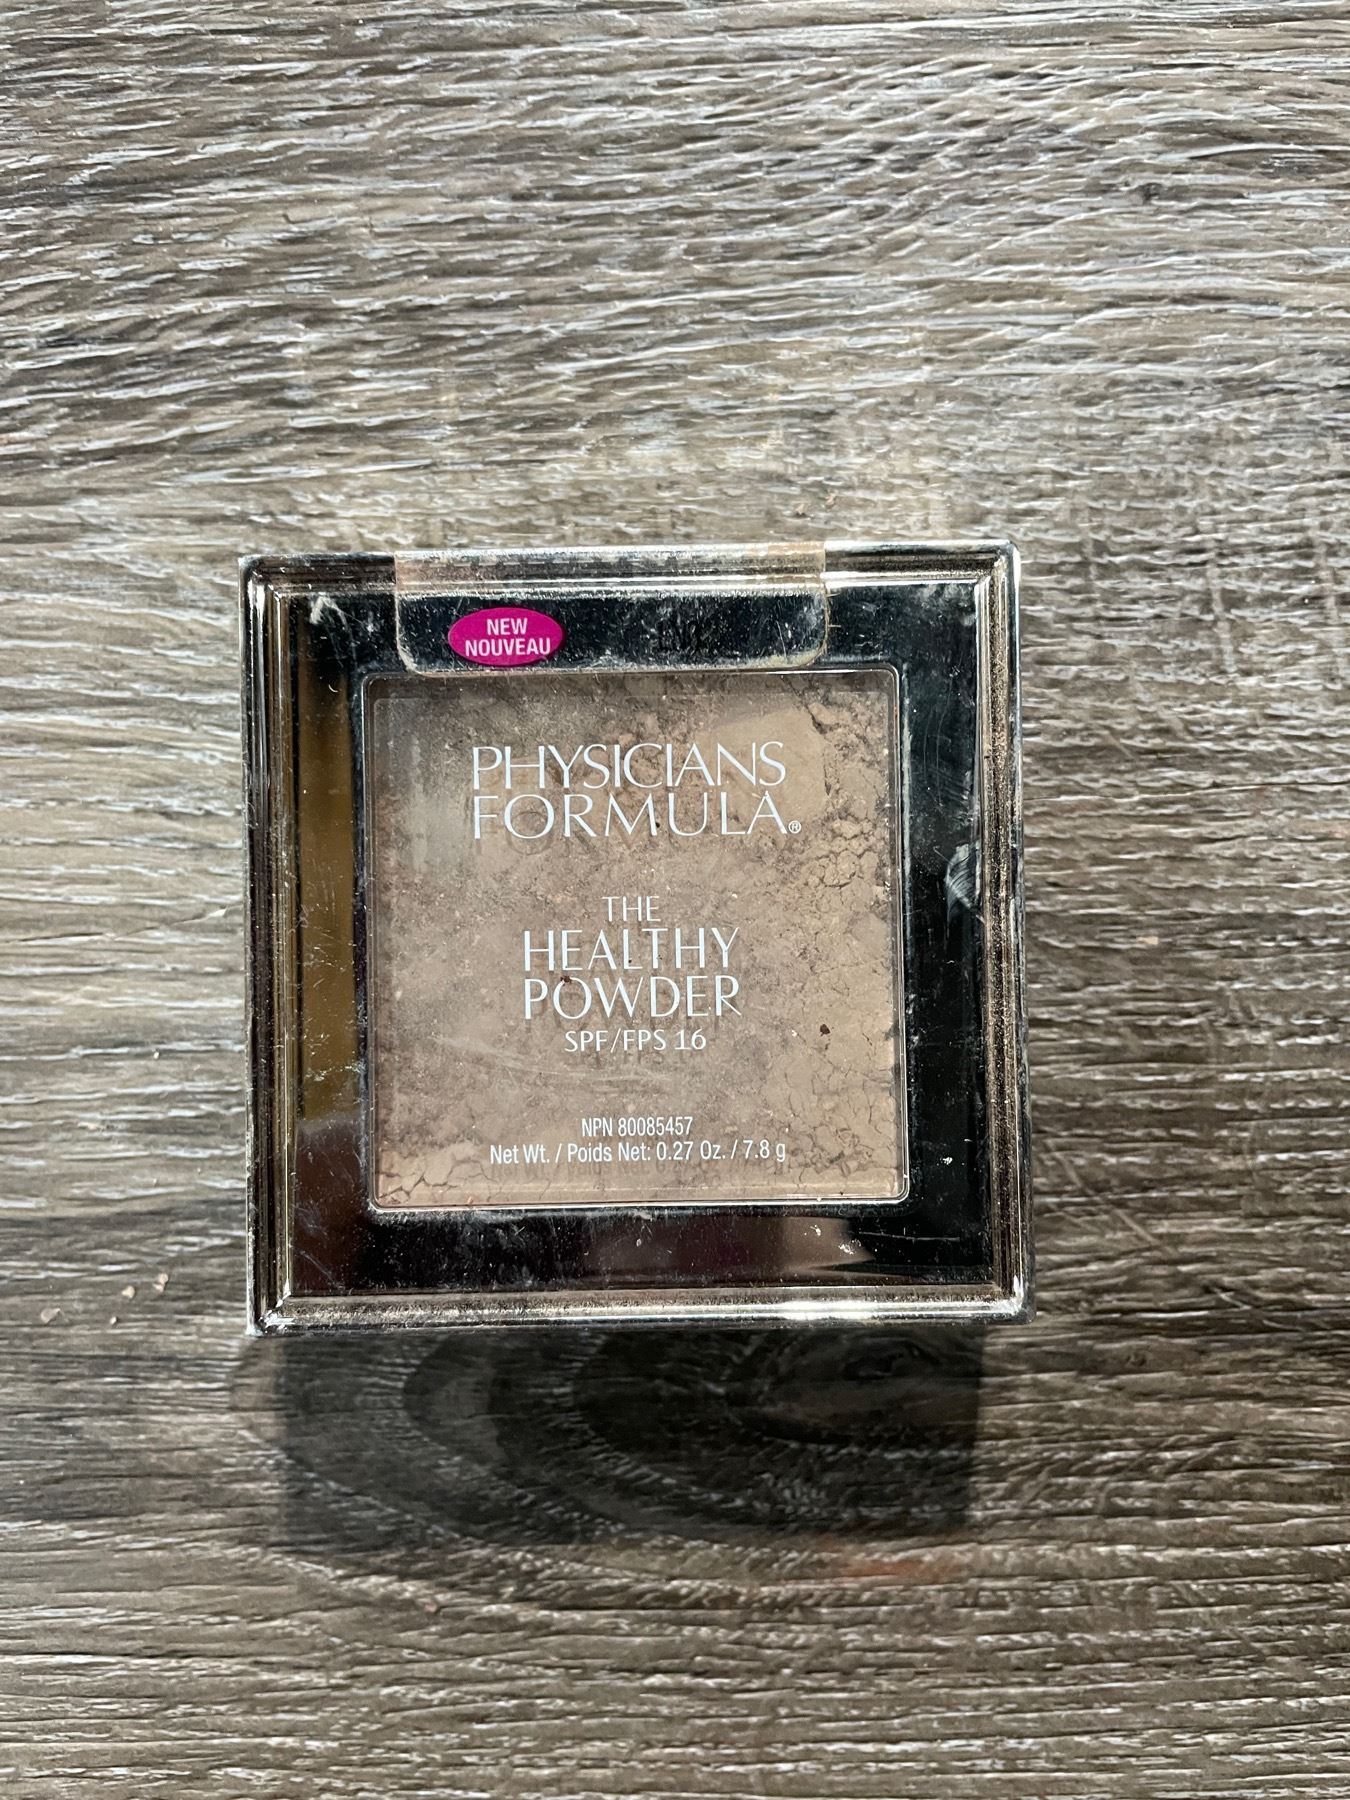 NEW
NOUVEAU
PHYSICIANS
FORMULA®
THE
HEALTHY
POWDER
SPF/FPS 16
NPN 80085457
Net Wt. / Poids Net: 0.27 Oz. / 7.8 g